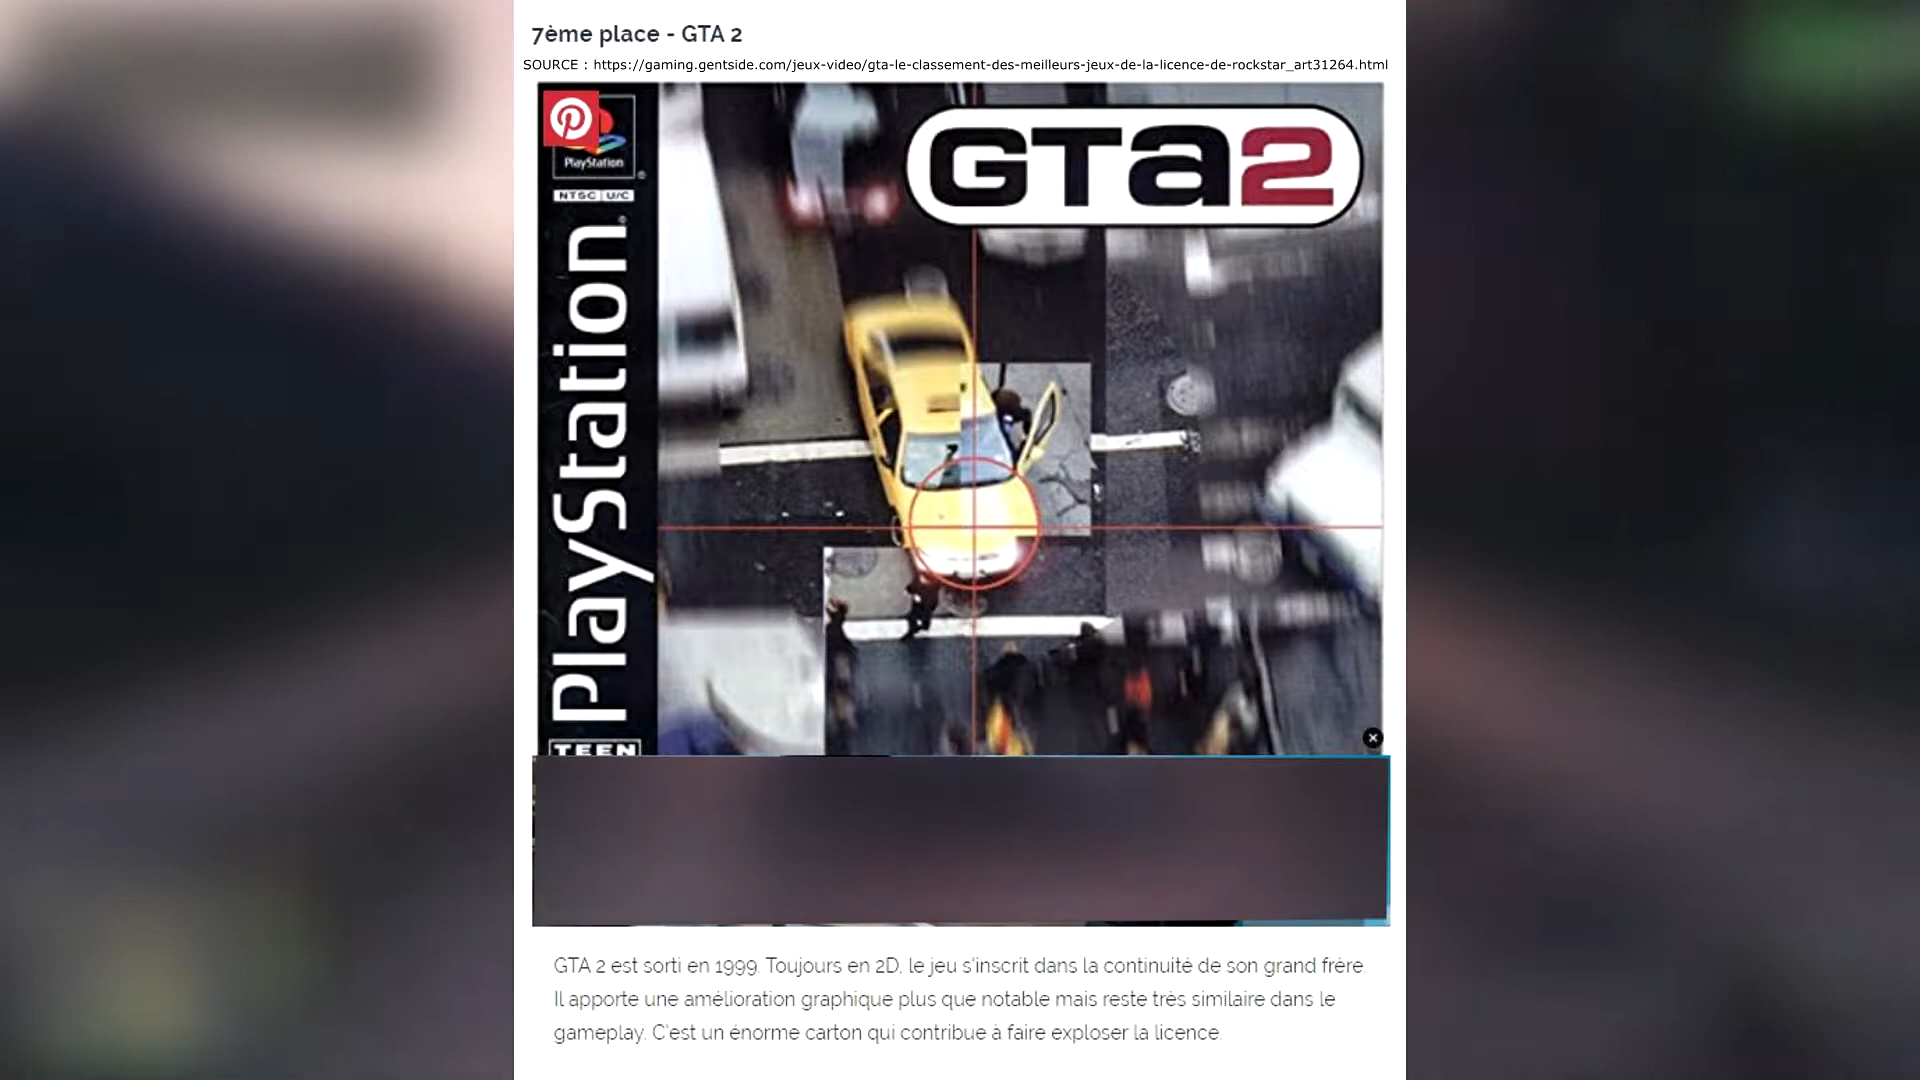 7ème place - GTA 2
SOURCE : https://gaming.gentside.com/jeux-video/gta-le-classement-des-meilleurs-jeux-de-la-licence-de-rockstar_art31264.html
PlayStation
NTSC U/C
PlayStation
GTA2
TEEN
GTA 2 est sorti en 1999. Toujours en 2D, le jeu s'inscrit dans la continuité de son grand frère.
Il apporte une amélioration graphique plus que notable mais reste très similaire dans le
gameplay. C'est un énorme carton qui contribue à faire exploser la licence.